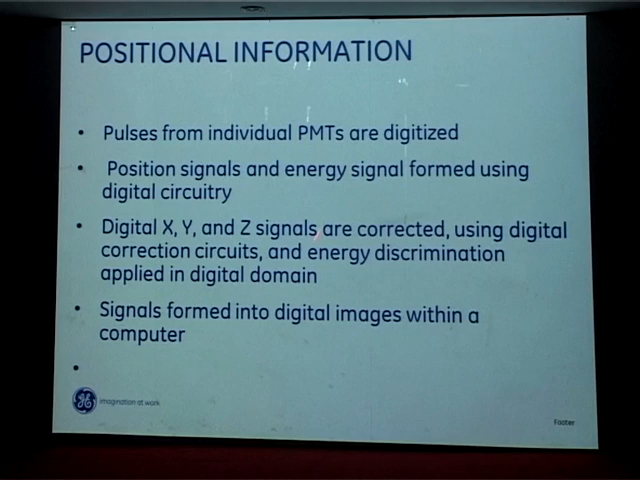 POSITIONAL INFORMATION
• Pulses from individual PMTs are digitized
• Position signals and energy signal formed using
digital circuitry
• Digital X, Y, and Z signals are corrected, using digital
correction circuits, and energy discrimination
applied in digital domain
• Signals formed into digital images within a
computer
•
GE imagination at work
Footer